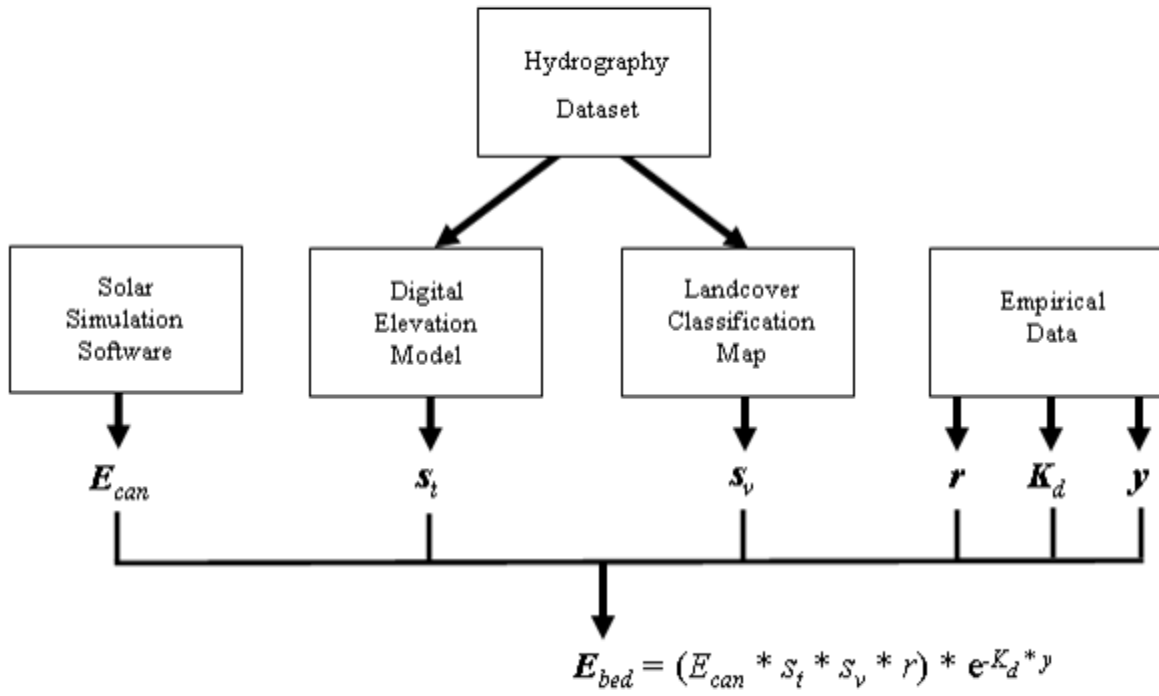 Hydrography
Dataset
Solar
Simulation
Software
Digital
Elevation
Model
Landcover
Classification
Map
Empirical
Data
E_can
s_t
s_v
r
K_d
y
E_bed = (E_can * s_t * s_v * r) * e^-K_d * y